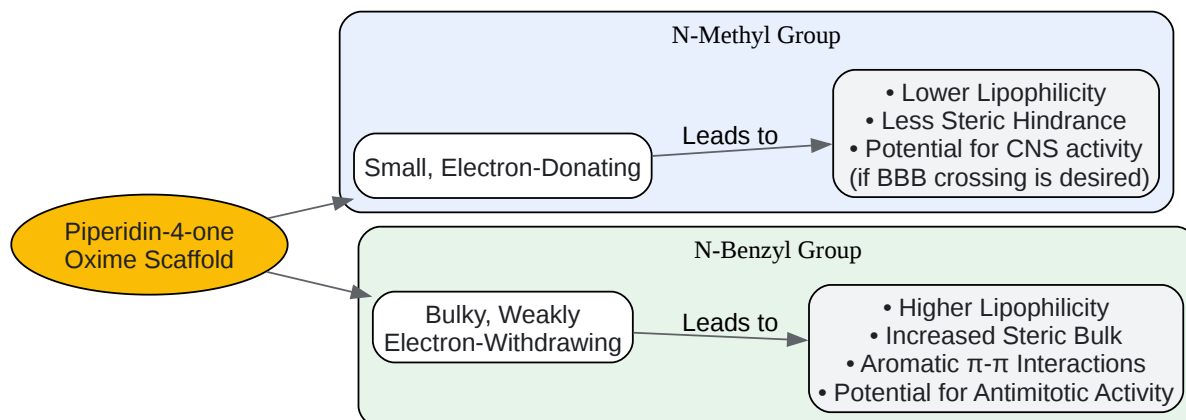 N-Methyl Group
Small, Electron-Donating
Leads to
• Lower Lipophilicity
• Less Steric Hindrance
• Potential for CNS activity
(if BBB crossing is desired)
Piperidin-4-one
Oxime Scaffold
N-Benzyl Group
Bulky, Weakly
Electron-Withdrawing
Leads to
• Higher Lipophilicity
• Increased Steric Bulk
• Aromatic π-π Interactions
• Potential for Antimitotic Activity